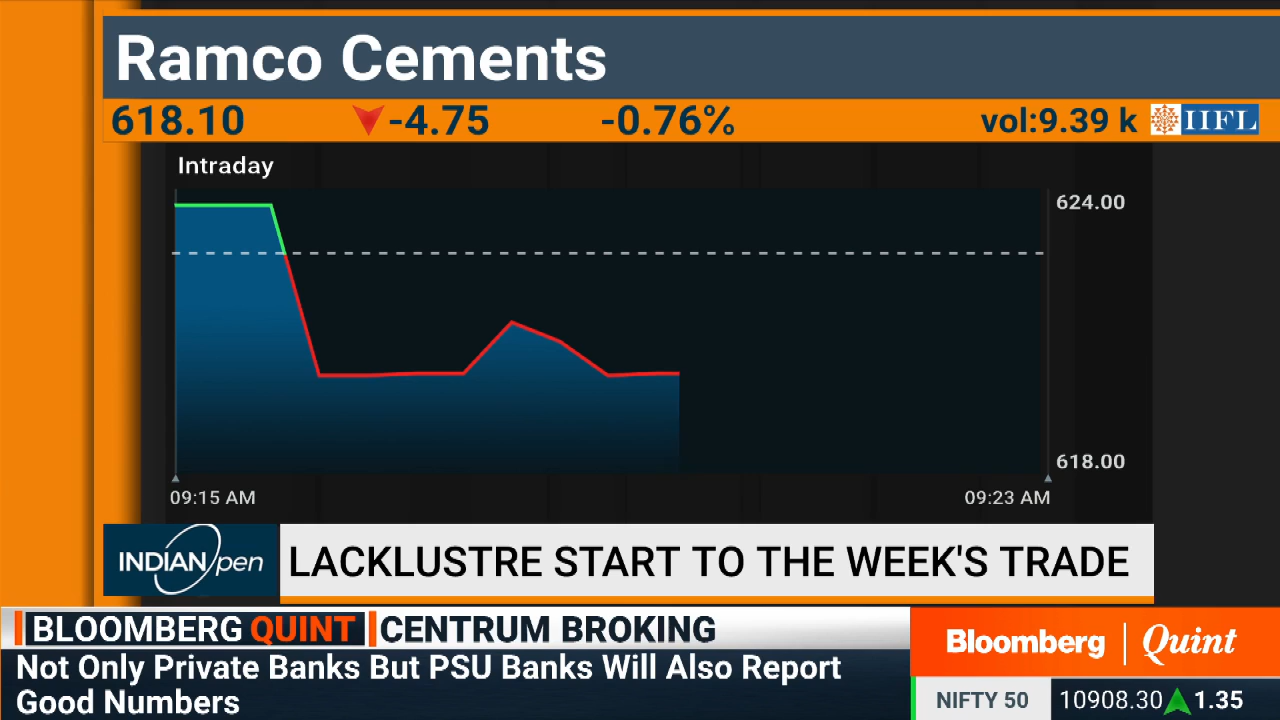 Ramco Cements
618.10 -4.75 -0.76% vol:9.39 k IIFL
Intraday
624.00
618.00
09:15 AM 09:23 AM
INDIAN Open LACKLUSTRE START TO THE WEEK'S TRADE
BLOOMBERG QUINT CENTRUM BROKING
Not Only Private Banks But PSU Banks Will Also Report
Good Numbers
Bloomberg | Quint
NIFTY 50 10908.30 1.35